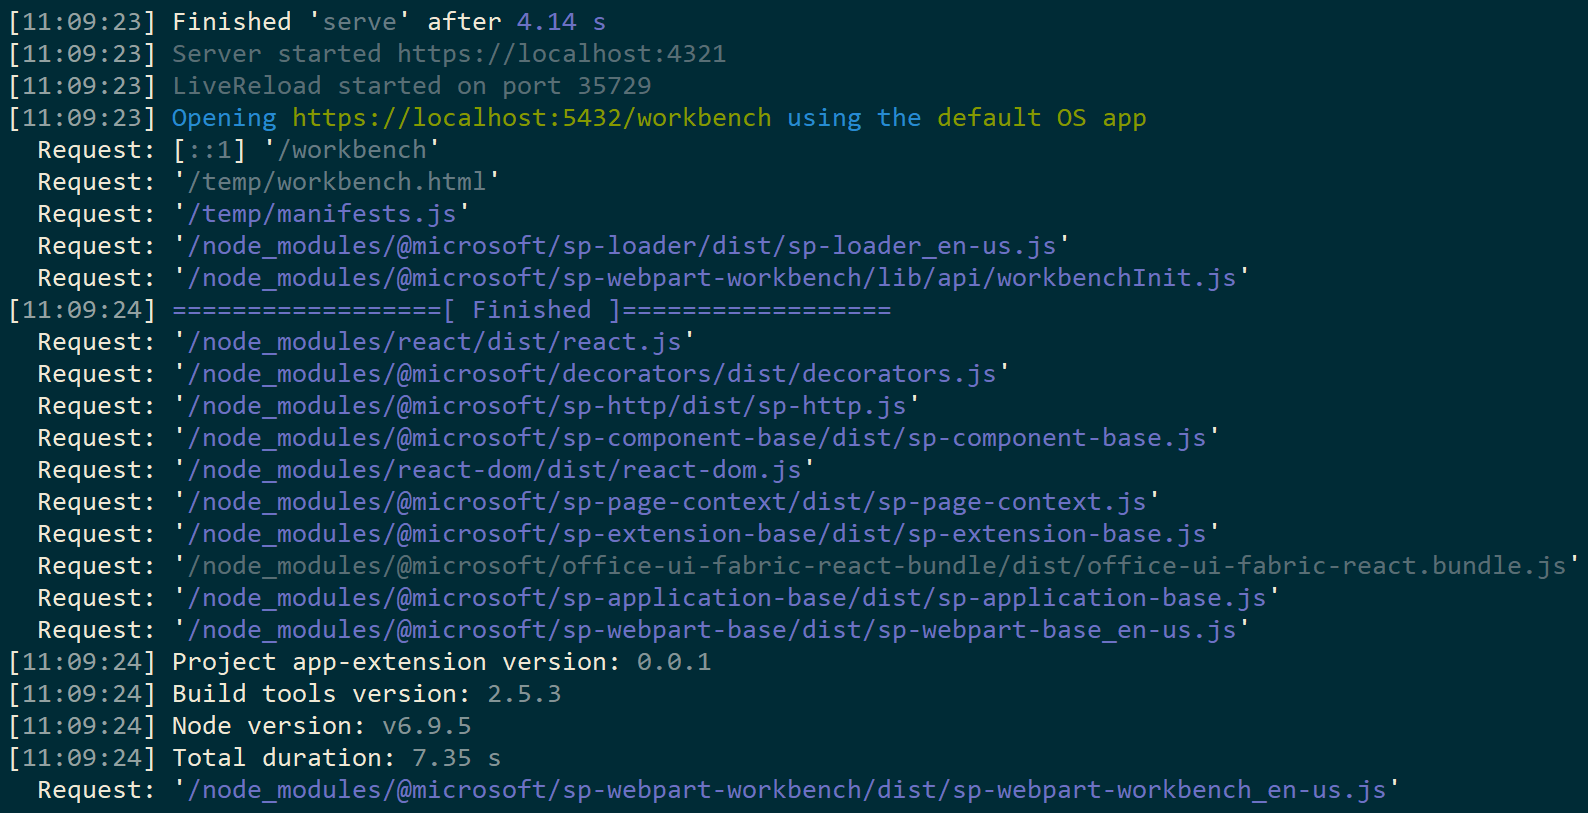 [11:09:23] Finished 'serve' after 4.14 s
[11:09:23] Server started https://localhost:4321
[11:09:23] LiveReload started on port 35729
[11:09:23] Opening https://localhost:5432/workbench using the default OS app
  Request: [::1] '/workbench'
  Request: '/temp/workbench.html'
  Request: '/temp/manifests.js'
  Request: '/node_modules/@microsoft/sp-loader/dist/sp-loader_en-us.js'
  Request: '/node_modules/@microsoft/sp-webpart-workbench/lib/api/workbenchInit.js'
[11:09:24] ==================[ Finished ]==================
  Request: '/node_modules/react/dist/react.js'
  Request: '/node_modules/@microsoft/decorators/dist/decorators.js'
  Request: '/node_modules/@microsoft/sp-http/dist/sp-http.js'
  Request: '/node_modules/@microsoft/sp-component-base/dist/sp-component-base.js'
  Request: '/node_modules/react-dom/dist/react-dom.js'
  Request: '/node_modules/@microsoft/sp-page-context/dist/sp-page-context.js'
  Request: '/node_modules/@microsoft/sp-extension-base/dist/sp-extension-base.js'
  Request: '/node_modules/@microsoft/office-ui-fabric-react-bundle/dist/office-ui-fabric-react.bundle.js'
  Request: '/node_modules/@microsoft/sp-application-base/dist/sp-application-base.js'
  Request: '/node_modules/@microsoft/sp-webpart-base/dist/sp-webpart-base_en-us.js'
[11:09:24] Project app-extension version: 0.0.1
[11:09:24] Build tools version: 2.5.3
[11:09:24] Node version: v6.9.5
[11:09:24] Total duration: 7.35 s
  Request: '/node_modules/@microsoft/sp-webpart-workbench/dist/sp-webpart-workbench_en-us.js'